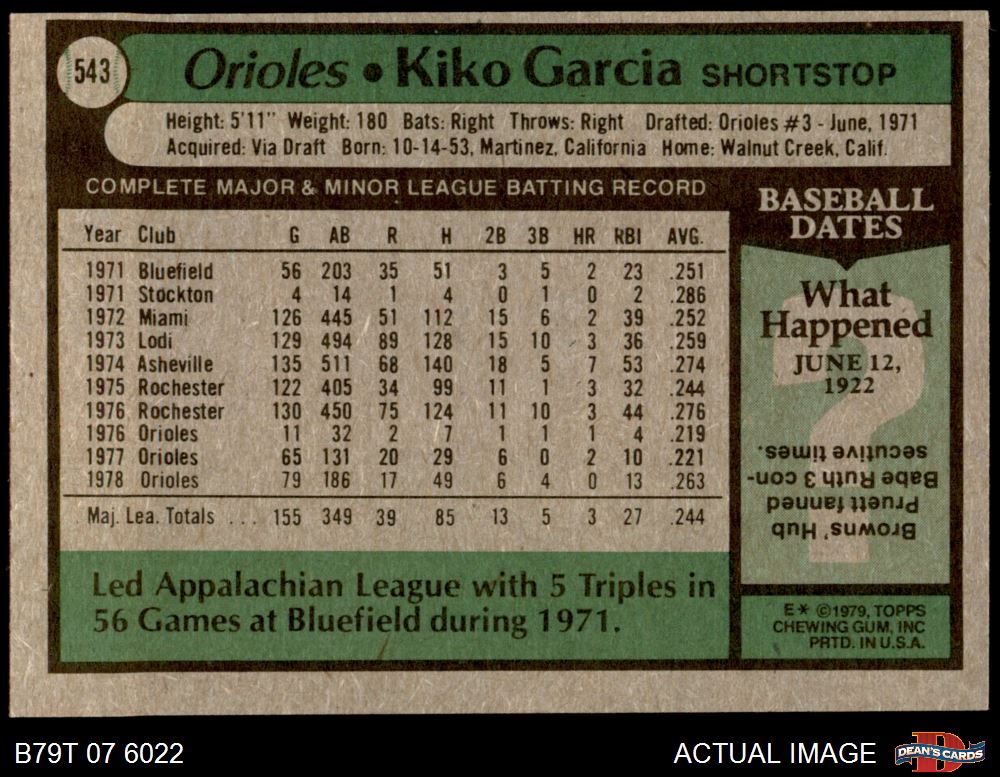 543
Orioles • Kiko Garcia SHORTSTOP
Height: 5'11" Weight: 180 Bats: Right Throws: Right Drafted: Orioles #3 - June, 1971
Acquired: Via Draft Born: 10-14-53, Martinez, California Home: Walnut Creek, Calif.
COMPLETE MAJOR & MINOR LEAGUE BATTING RECORD
Year Club G AB R H 2B 3B HR RBI AVG.
1971 Bluefield 56 203 35 51 3 5 2 23 .251
1971 Stockton 4 14 1 4 0 1 0 2 .286
1972 Miami 126 445 51 112 15 6 2 39 .252
1973 Lodi 129 494 89 128 15 10 3 36 .259
1974 Asheville 135 511 68 140 18 5 7 53 .274
1975 Rochester 122 405 34 99 11 1 3 32 .244
1976 Rochester 130 450 75 124 11 10 3 44 .276
1976 Orioles 11 32 2 7 1 1 1 4 .219
1977 Orioles 65 131 20 29 6 0 2 10 .221
1978 Orioles 79 186 17 49 6 4 0 13 .263
Maj. Lea. Totals ... 155 349 39 85 13 5 3 27 .244
Led Appalachian League with 5 Triples in
56 Games at Bluefield during 1971.
BASEBALL
DATES
What
Happened
JUNE 12,
1922
?
Browns' Hub
Pruett fanned
Babe Ruth 3 con-
secutive times.
E* ©1979, TOPPS
CHEWING GUM, INC
PRTD. IN U.S.A.
B79T 07 6022
ACTUAL IMAGE
D
DEAN'S CARDS